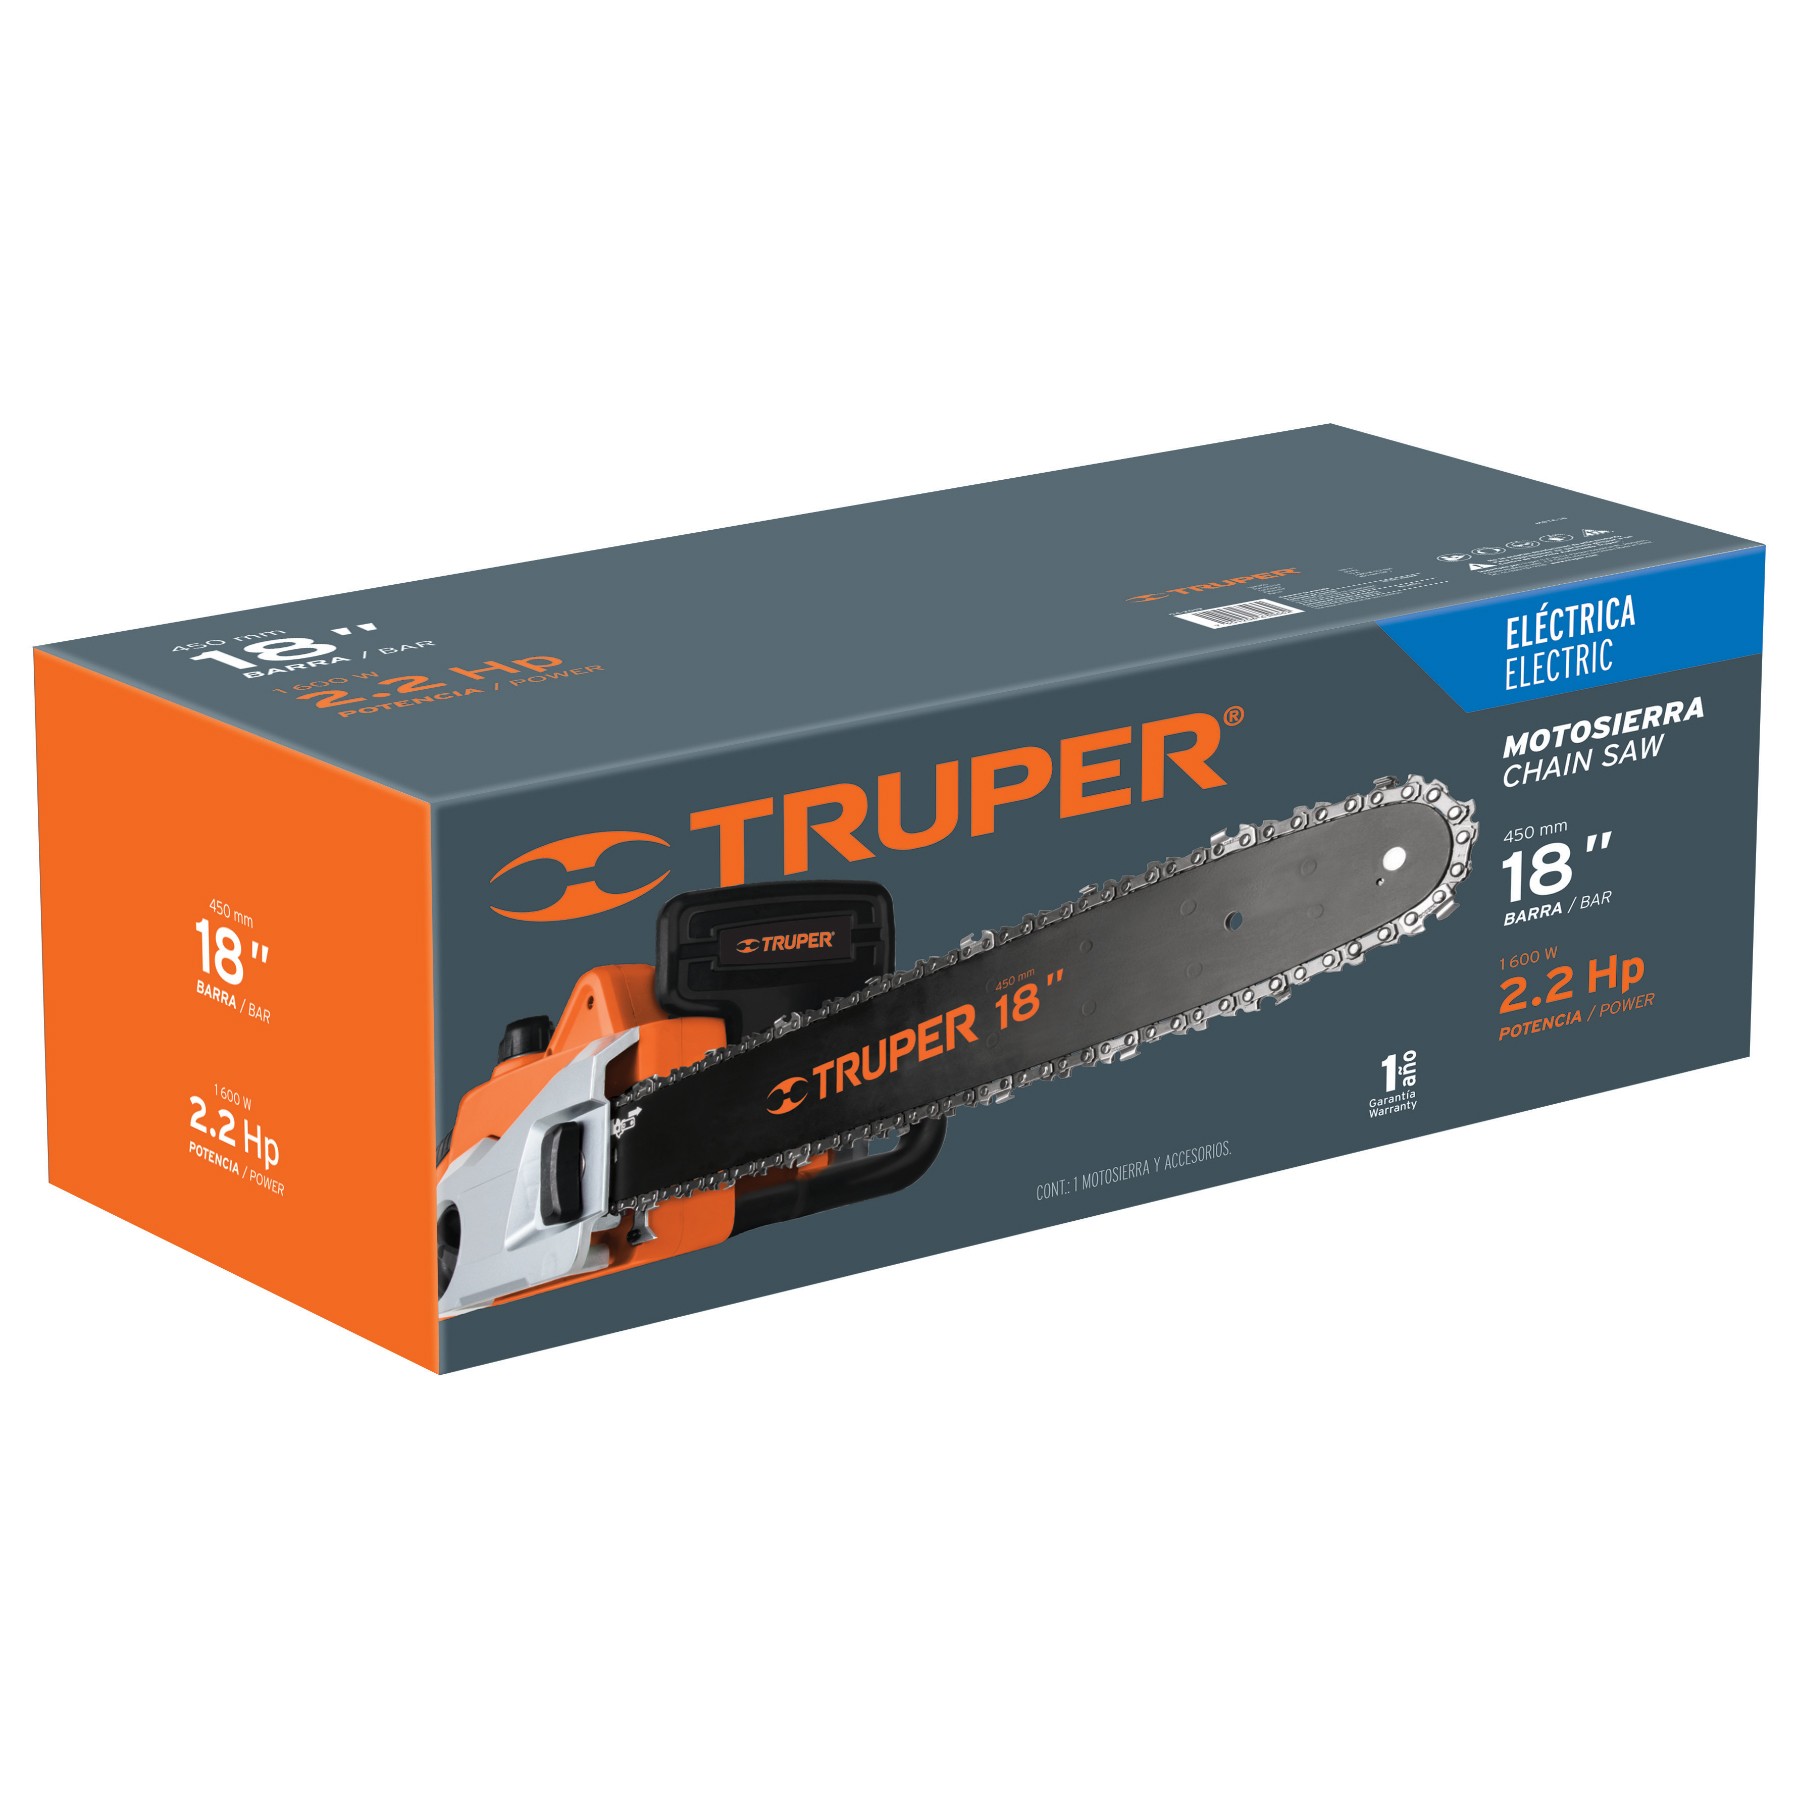 450 mm
18"
BARRA / BAR
1 600 W
2.2 Hp
POTENCIA / POWER
TRUPER
ELÉCTRICA
ELECTRIC
MOTOSIERRA
CHAIN SAW
450 mm
18"
BARRA / BAR
1 600 W
2.2 Hp
POTENCIA / POWER
TRUPER®
TRUPER®
TRUPER
450 mm
18"
1 año
Garantía
Warranty
CONT.: 1 MOTOSIERRA Y ACCESORIOS.
450 mm
18"
BARRA / BAR
1 600 W
2.2 Hp
POTENCIA / POWER